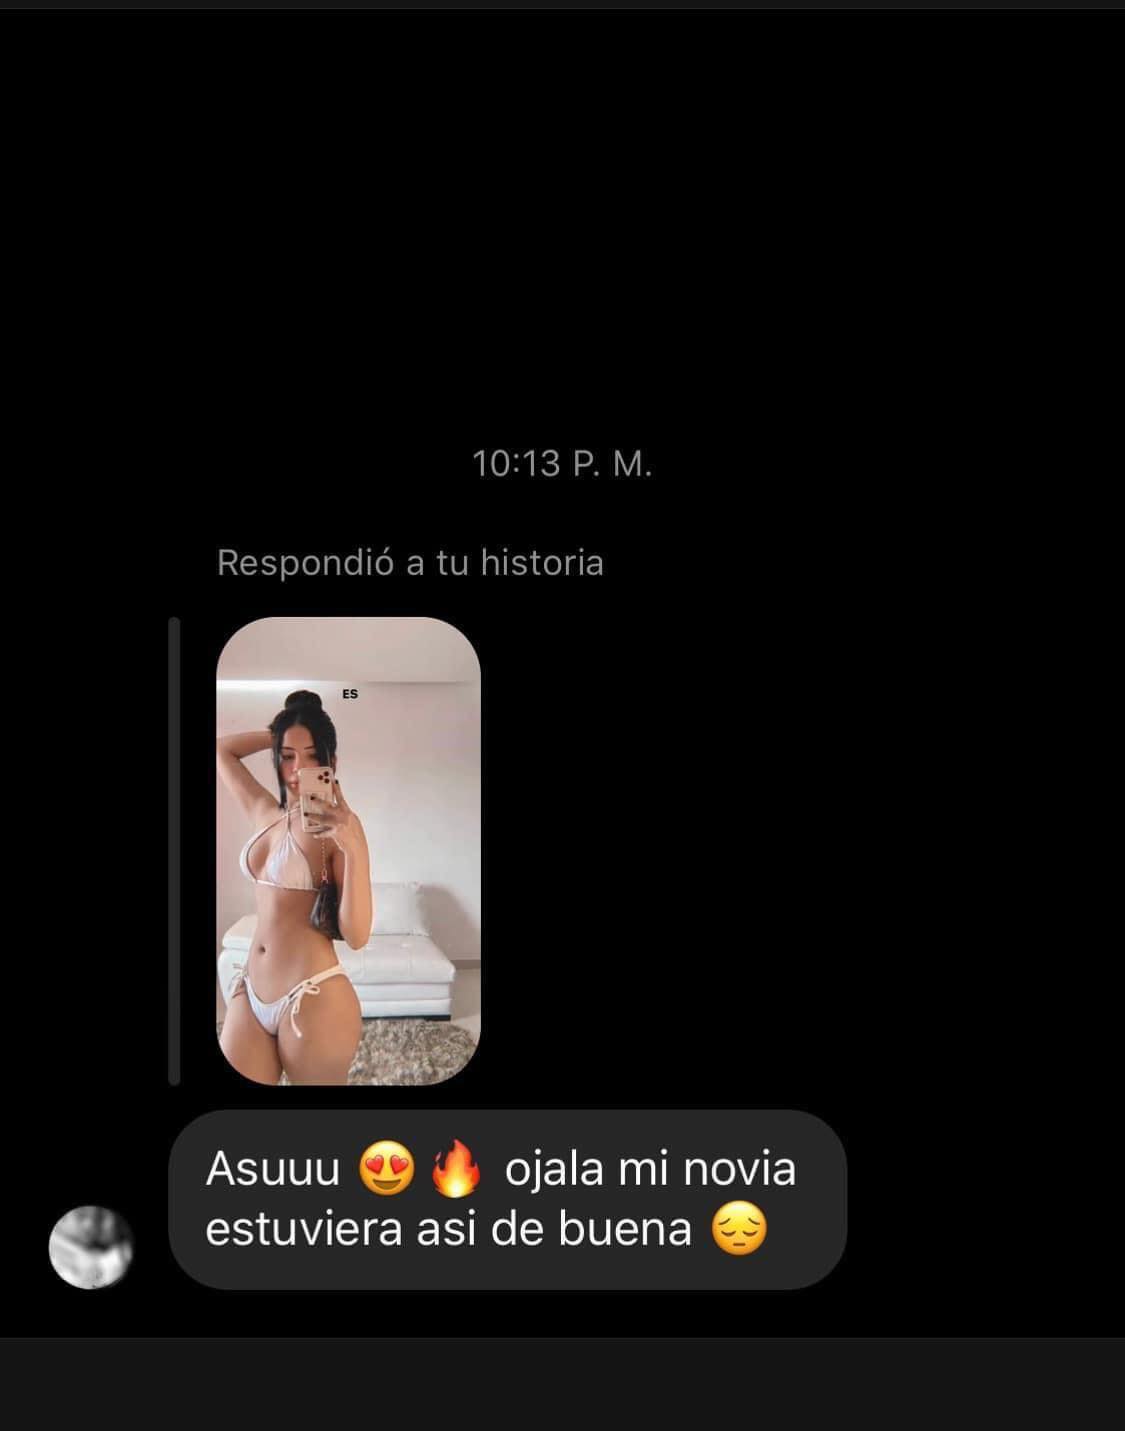 10:13 P. M.
Respondió a tu historia
ES
Asuuu 😍🔥 ojala mi novia
estuviera asi de buena 😔